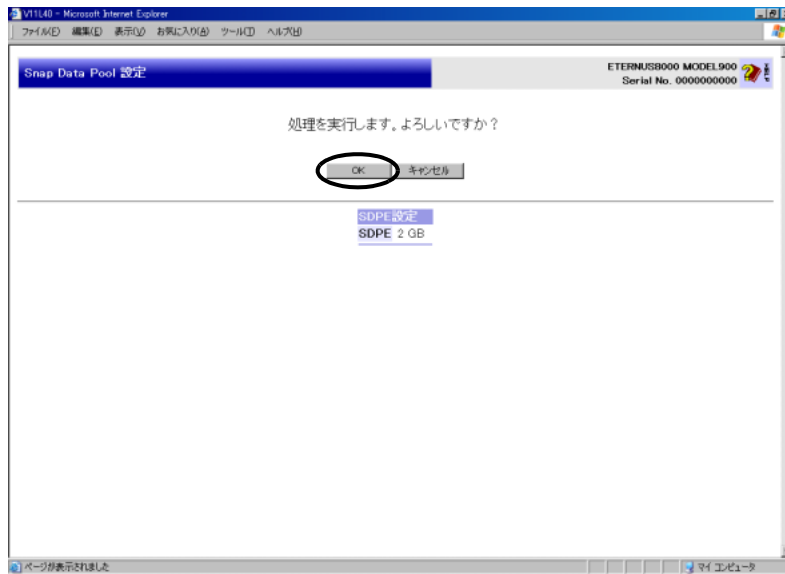 V11L40 - Microsoft Internet Explorer
ファイル(F) 編集(E) 表示(V) お気に入り(A) ツール(T) ヘルプ(H)
Snap Data Pool 設定
ETERNUS8000 MODEL900
Serial No. 0000000000
処理を実行します。よろしいですか？
OK キャンセル
SDPE設定
SDPE 2 GB
ページが表示されました
マイ コンピュータ